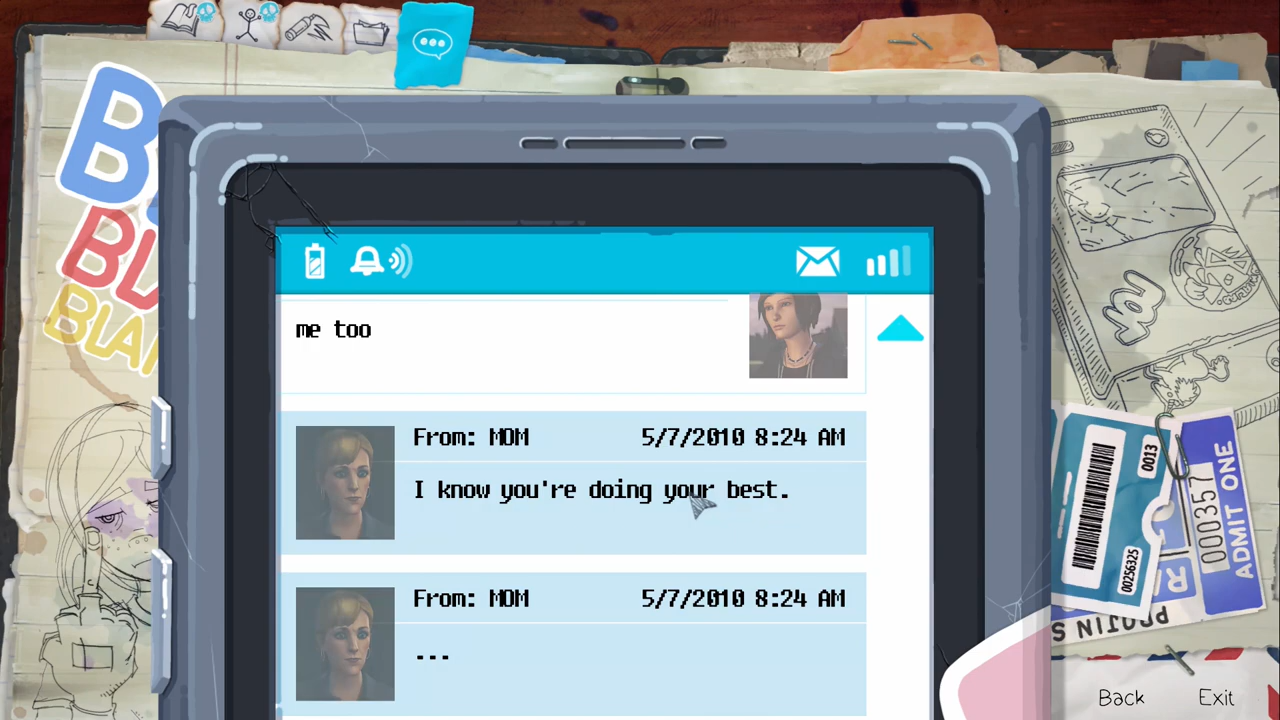 me too
From: MOM 5/7/2010 8:24 AM
I know you're doing your best.
From: MOM 5/7/2010 8:24 AM
---
0013
00256325
000357
ADMIT ONE
Back
Exit